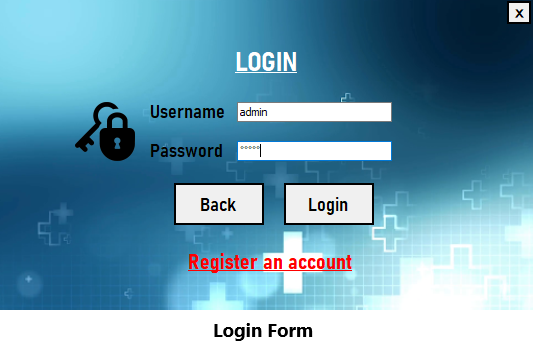 x
LOGIN
Username admin
Password °°°°°
Back Login
Register an account
Login Form